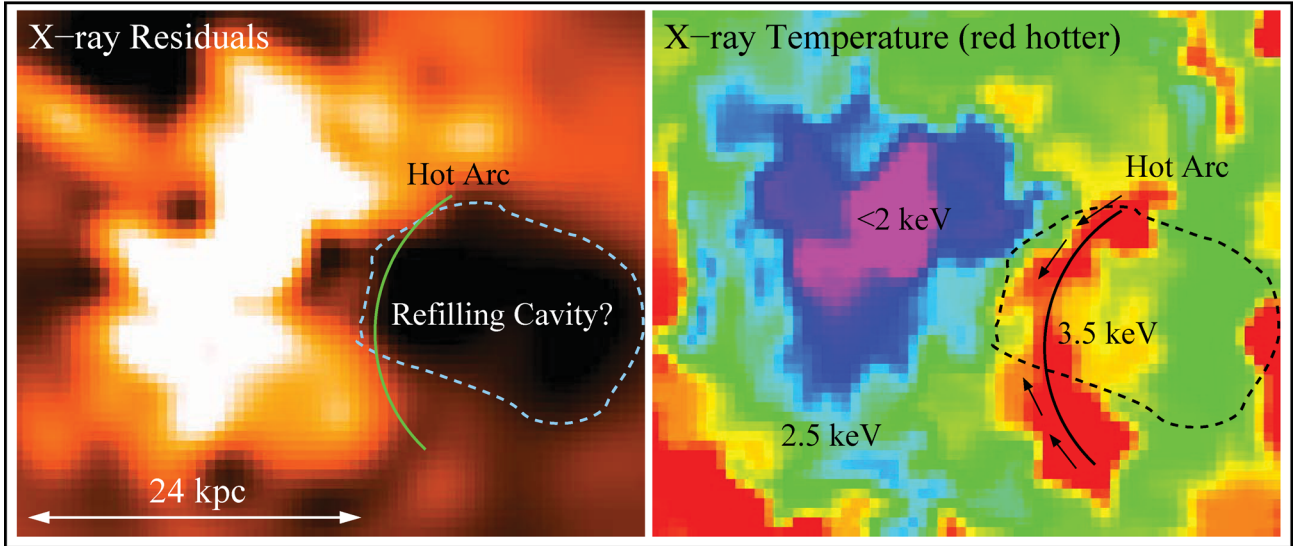 X−ray Residuals
Hot Arc
Refilling Cavity?
24 kpc
X−ray Temperature (red hotter)
Hot Arc
<2 keV
3.5 keV
2.5 keV